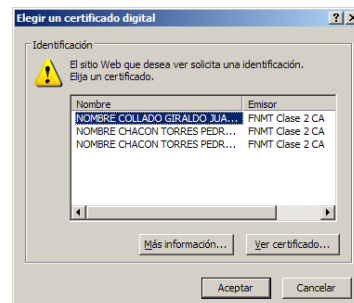 Elegir un certificado digital
Identificación
El sitio Web que desea ver solicita una identificación.
Elija un certificado.
Nombre Emisor
NOMBRE COLLADO GIRALDO JUA... FNMT Clase 2 CA
NOMBRE CHACON TORRES PEDR... FNMT Clase 2 CA
NOMBRE CHACON TORRES PEDR... FNMT Clase 2 CA
Más información... Ver certificado...
Aceptar Cancelar